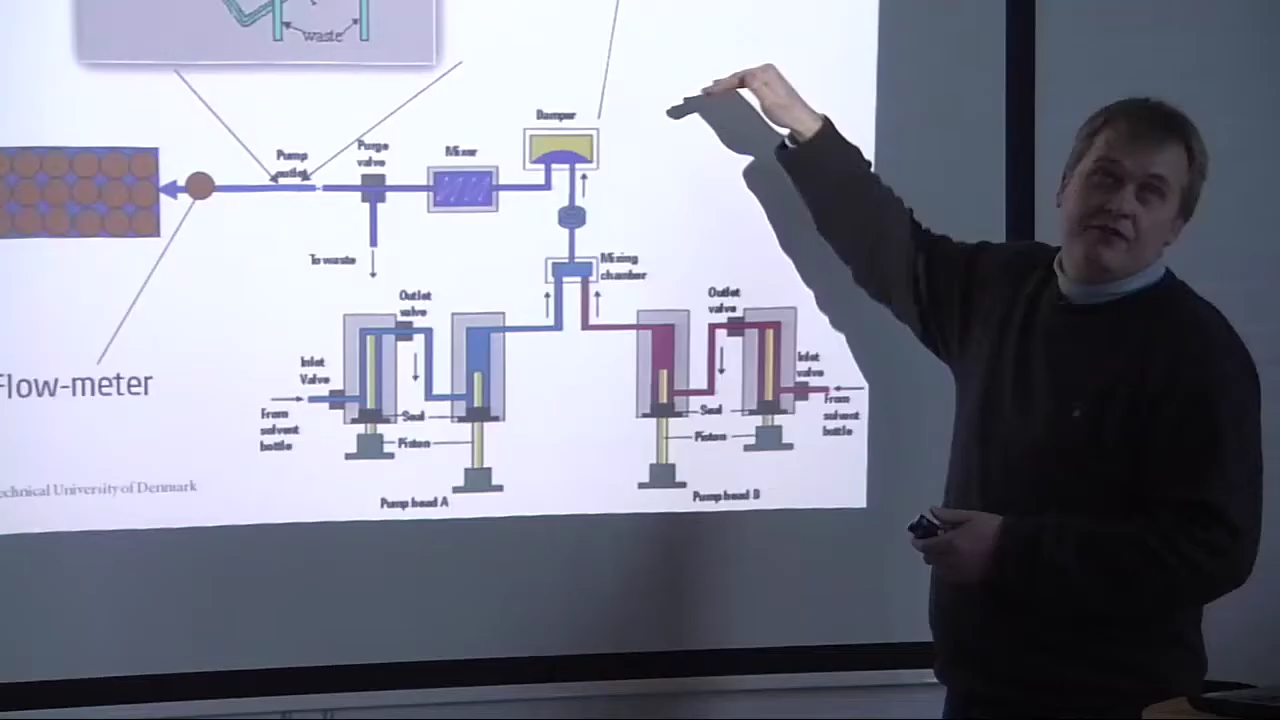 waste
Damper
Purge
valve
Mixer
Pump
outlet
To waste
Mixing
chamber
Outlet
valve
Outlet
valve
Inlet
Valve
Inlet
valve
Flow-meter
From
solvent
bottle
Seal
Seal
From
solvent
bottle
Piston
Piston
echnical University of Denmark
Pump head A
Pump head B